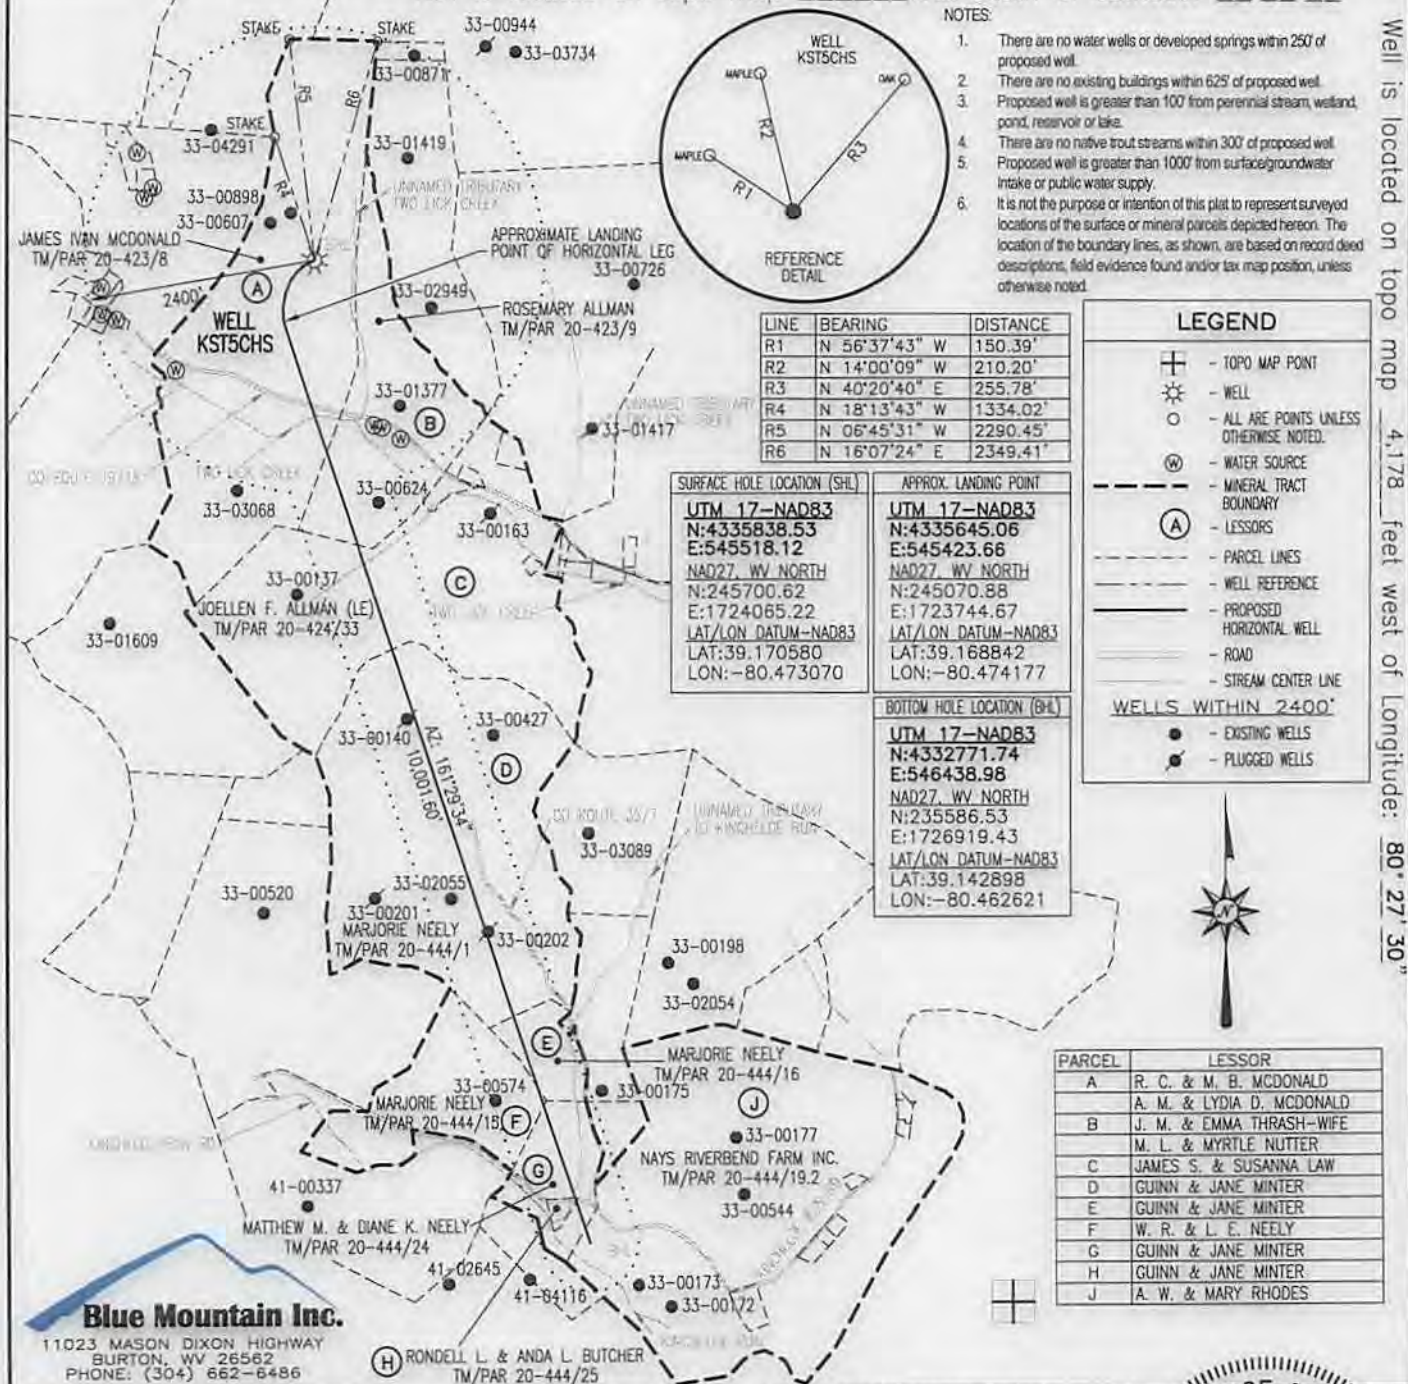 NOTES:
1. There are no water wells or developed springs within 250' of
proposed well.
2. There are no existing buildings within 625' of proposed well.
3. Proposed well is greater than 100' from perennial stream, wetland,
pond, reservoir or lake.
4. There are no native trout streams within 300' of proposed well.
5. Proposed well is greater than 1000' from surface/groundwater
Intake or public water supply.
6. It is not the purpose or intention of this plat to represent surveyed
locations of the surface or mineral parcels depicted hereon. The
location of the boundary lines, as shown, are based on record deed
descriptions, field evidence found and/or tax map position, unless
otherwise noted.
Well is located on topo map 4,178 feet west of Longitude: 80° 27' 30"
WELL
KST5CHS
MAPLE
OAK
MAPLE
R1
R2
R3
REFERENCE
DETAIL
LINE BEARING DISTANCE
R1 N 56°37'43" W 150.39'
R2 N 14°00'09" W 210.20'
R3 N 40°20'40" E 255.78'
R4 N 18°13'43" W 1334.02'
R5 N 06°45'31" W 2290.45'
R6 N 16°07'24" E 2349.41'
SURFACE HOLE LOCATION (SHL)
UTM 17-NAD83
N:4335838.53
E:545518.12
NAD27, WV NORTH
N:245700.62
E:1724065.22
LAT/LON DATUM-NAD83
LAT:39.170580
LON:-80.473070
APPROX. LANDING POINT
UTM 17-NAD83
N:4335645.06
E:545423.66
NAD27, WV NORTH
N:245070.88
E:1723744.67
LAT/LON DATUM-NAD83
LAT:39.168842
LON:-80.474177
BOTTOM HOLE LOCATION (BHL)
UTM 17-NAD83
N:4332771.74
E:546438.98
NAD27, WV NORTH
N:235586.53
E:1726919.43
LAT/LON DATUM-NAD83
LAT:39.142898
LON:-80.462621
LEGEND
- TOPO MAP POINT
- WELL
- ALL ARE POINTS UNLESS
OTHERWISE NOTED.
W - WATER SOURCE
- MINERAL TRACT
BOUNDARY
A - LESSORS
- PARCEL LINES
- WELL REFERENCE
- PROPOSED
HORIZONTAL WELL
- ROAD
- STREAM CENTER LINE
WELLS WITHIN 2400'
- EXISTING WELLS
- PLUGGED WELLS
N
PARCEL LESSOR
A R. C. & M. B. MCDONALD
A. M. & LYDIA D. MCDONALD
B J. M. & EMMA THRASH-WIFE
M. L. & MYRTLE NUTTER
C JAMES S. & SUSANNA LAW
D GUINN & JANE MINTER
E GUINN & JANE MINTER
F W. R. & L. E. NEELY
G GUINN & JANE MINTER
H GUINN & JANE MINTER
J A. W. & MARY RHODES
STAKE
STAKE
33-00944
33-03734
33-00871
R5
R6
STAKE
33-04291
33-01419
W
W
W
R4
33-00898
33-00607
UNNAMED TRIBUTARY
TWO LICK CREEK
JAMES IVAN MCDONALD
TM/PAR 20-423/8
APPROXIMATE LANDING
POINT OF HORIZONTAL LEG
33-00726
A
2400'
33-02949
ROSEMARY ALLMAN
TM/PAR 20-423/9
WELL
KST5CHS
W
W
W
W
33-01377
B
W
W
W
UNNAMED TRIBUTARY
TWO LICK CREEK
33-01417
TWO LICK CREEK
33-03068
33-00624
33-00163
33-00137
C
TWO LICK CREEK
JOELLEN F. ALLMAN (LE)
TM/PAR 20-424/33
33-01609
33-00140
33-00427
D
AZ: 161°29'34"
10,001.60'
33-03089
UNNAMED TRIBUTARY
TO KINCHELOE RUN
33-00520
33-02055
33-00201
MARJORIE NEELY
TM/PAR 20-444/1
33-00202
33-00198
33-02054
E
MARJORIE NEELY
TM/PAR 20-444/16
33-00574
MARJORIE NEELY
TM/PAR 20-444/15
F
33-00175
J
33-00177
NAYS RIVERBEND FARM INC.
TM/PAR 20-444/19.2
33-00544
G
41-00337
MATTHEW M. & DIANE K. NEELY
TM/PAR 20-444/24
BHL
41-02645
41-04116
33-00173
33-00172
H
RONDELL L. & ANDA L. BUTCHER
TM/PAR 20-444/25
Blue Mountain Inc.
11023 MASON DIXON HIGHWAY
BURTON, WV 26562
PHONE: (304) 662-6486